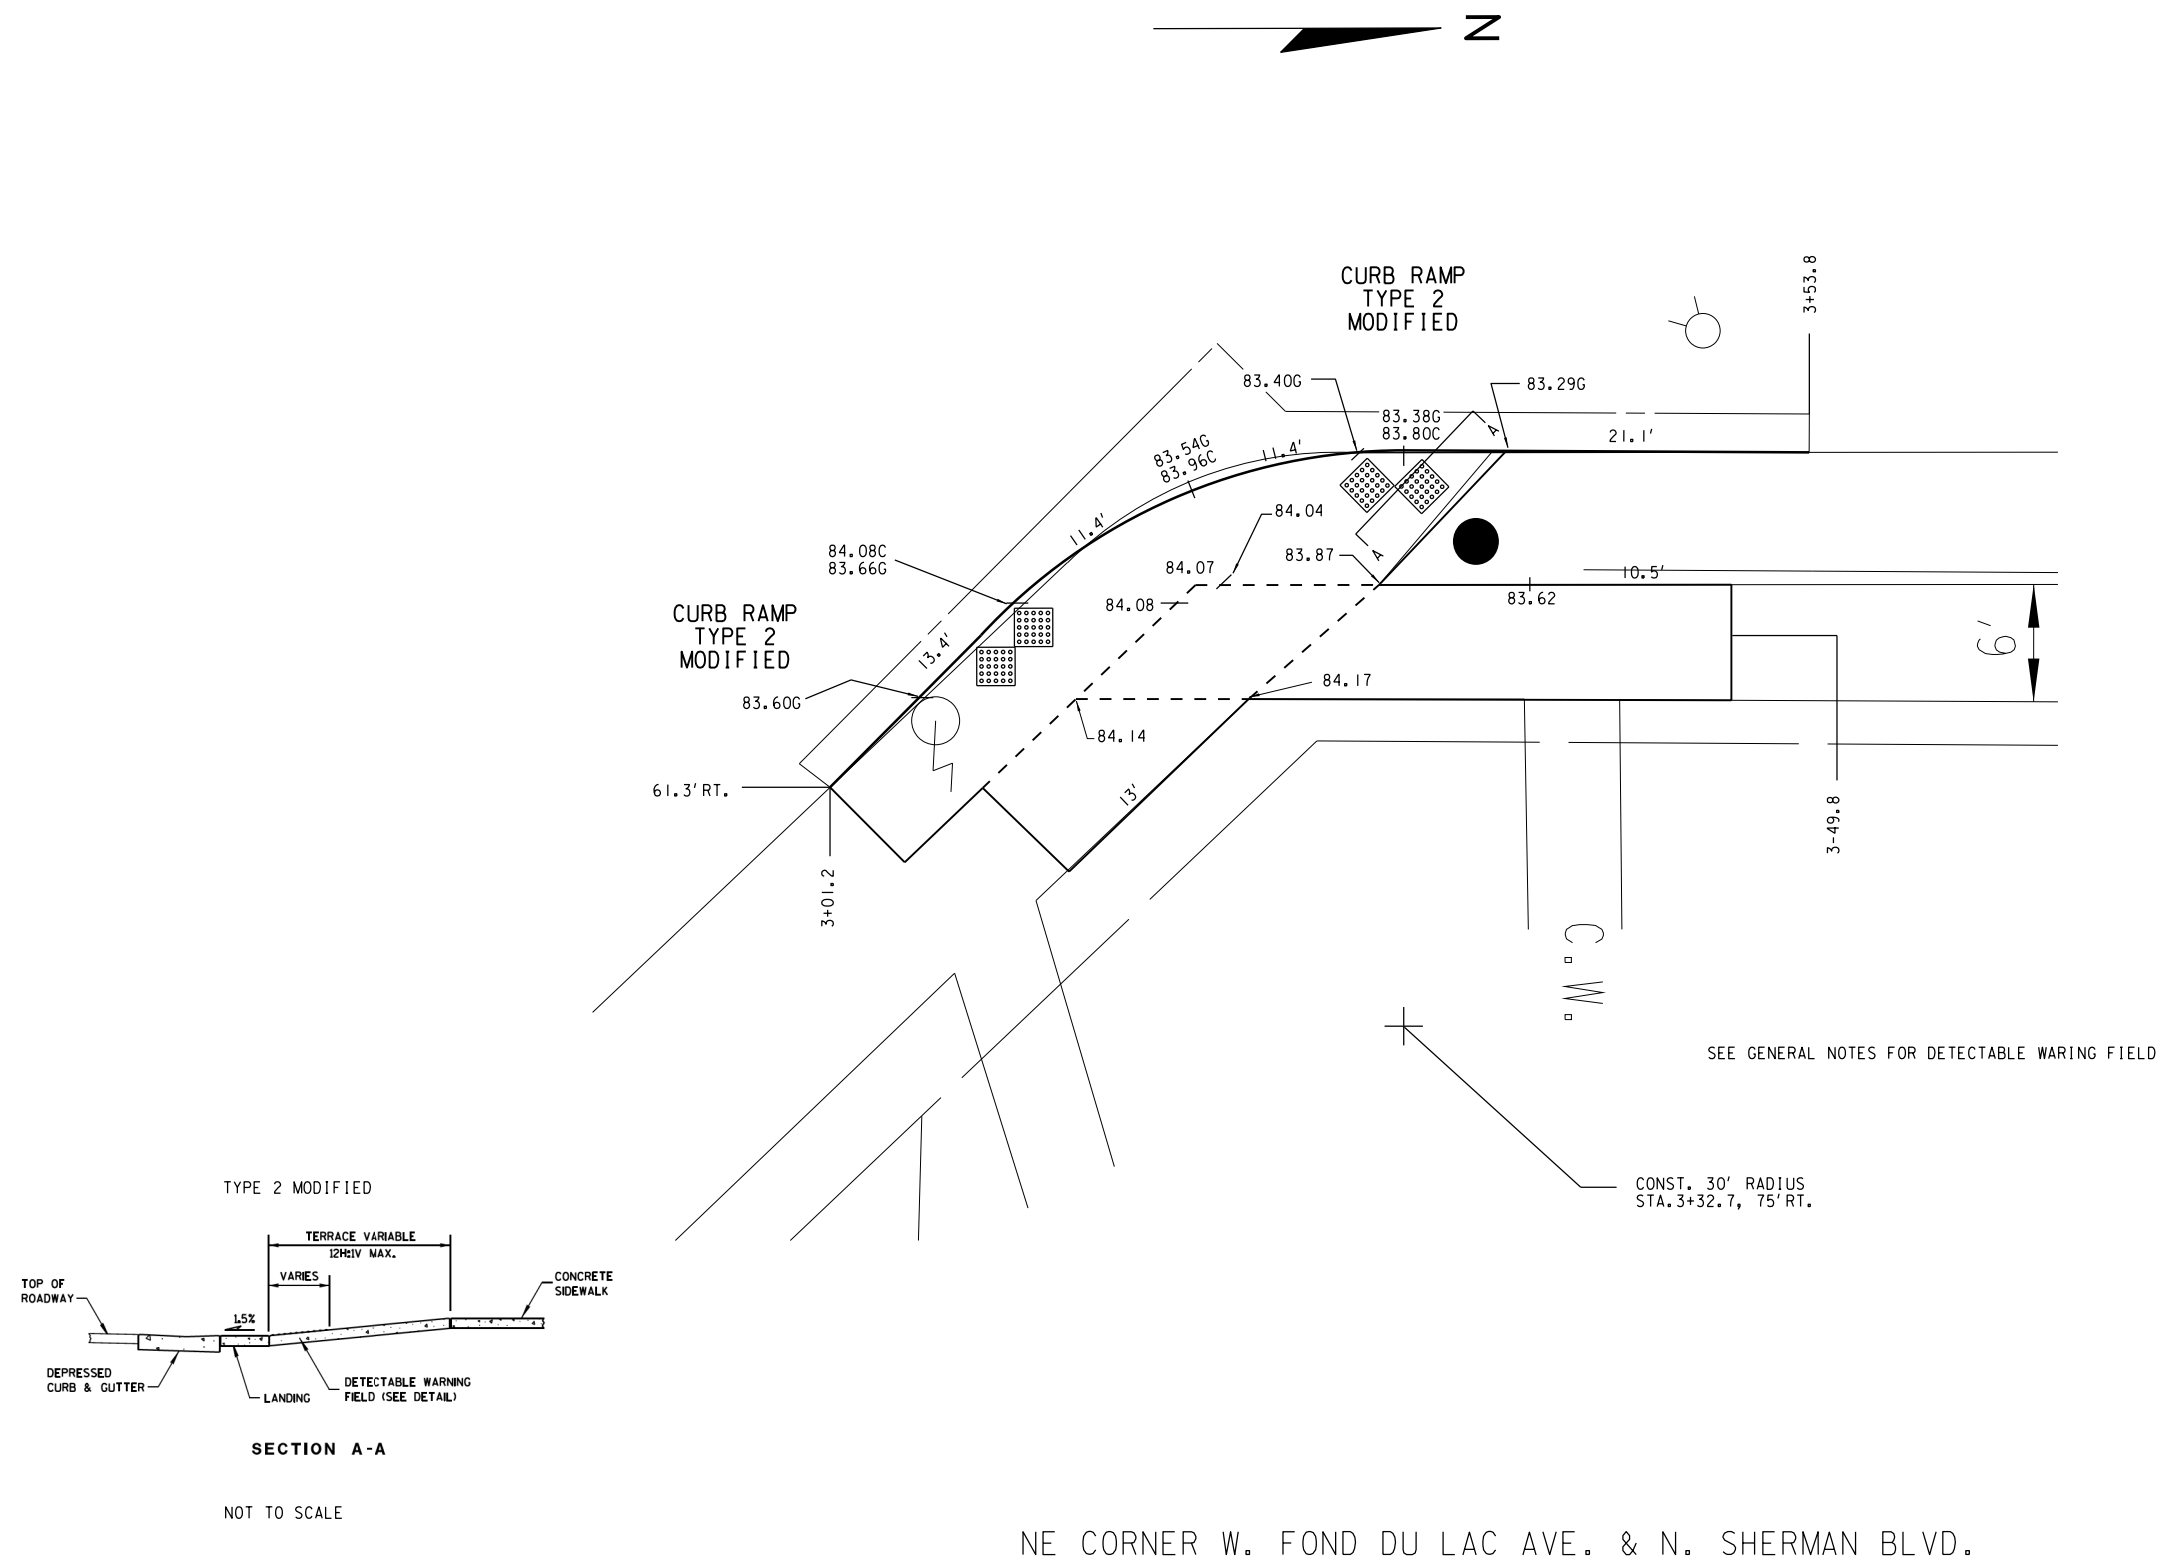 N
3+53.8
CURB RAMP
TYPE 2
MODIFIED
83.40G
83.29G
83.38G
83.80C
A
21.1'
83.54G
83.96C
11.4'
11.4'
84.04
84.08C
83.66G
83.87
A
84.07
10.5'
84.08
83.62
CURB RAMP
TYPE 2
MODIFIED
13.4'
6'
84.17
83.60G
84.14
61.3'RT.
13'
3-49.8
3+01.2
C.W.
SEE GENERAL NOTES FOR DETECTABLE WARING FIELD
CONST. 30' RADIUS
STA.3+32.7, 75'RT.
TYPE 2 MODIFIED
TERRACE VARIABLE
12H:1V MAX.
VARIES
TOP OF
ROADWAY
CONCRETE
SIDEWALK
1.5%
DEPRESSED
CURB & GUTTER
LANDING
DETECTABLE WARNING
FIELD (SEE DETAIL)
SECTION A-A
NOT TO SCALE
NE CORNER W. FOND DU LAC AVE. & N. SHERMAN BLVD.